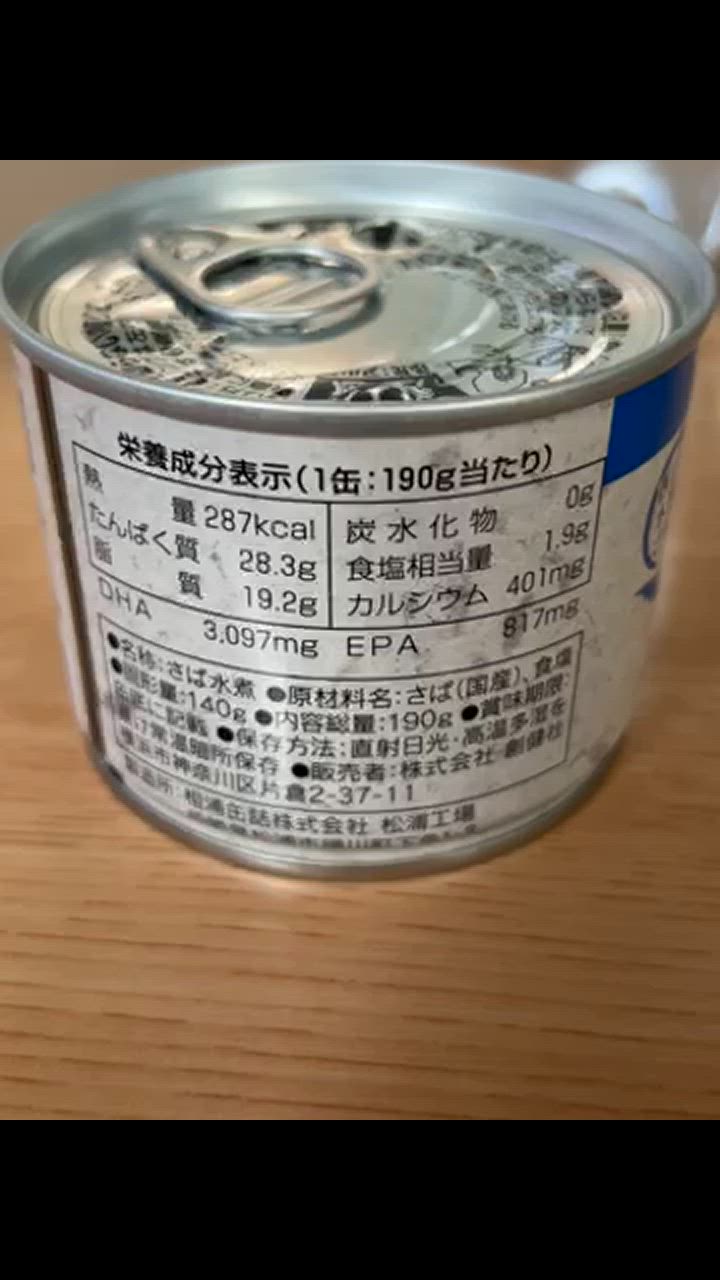 栄養成分表示(1缶:190g当たり)
熱量 287kcal 炭水化物 0g
たんぱく質 28.3g 食塩相当量 1.9g
脂質 19.2g カルシウム 401mg
DHA 3.097mg EPA 817mg
●名称:さば水煮 ●原材料名:さば(国産)、食塩
●固形量:140g ●内容総量:190g ●賞味期限:
缶底に記載 ●保存方法:直射日光・高温多湿を
避け常温暗所保存 ●販売者:株式会社 創健社
横浜市神奈川区片倉2-37-11
製造所:相浦缶詰株式会社 松浦工場